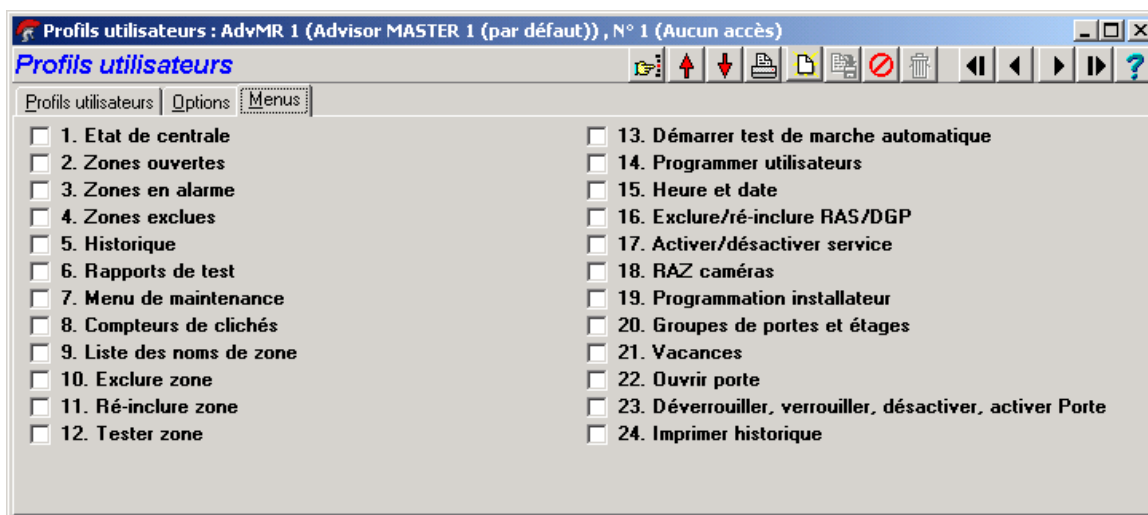 Profils utilisateurs : AdvMR 1 (Advisor MASTER 1 (par défaut)) , N° 1 (Aucun accès)
Profils utilisateurs
Profils utilisateurs Options Menus
1. Etat de centrale
2. Zones ouvertes
3. Zones en alarme
4. Zones exclues
5. Historique
6. Rapports de test
7. Menu de maintenance
8. Compteurs de clichés
9. Liste des noms de zone
10. Exclure zone
11. Ré-inclure zone
12. Tester zone
13. Démarrer test de marche automatique
14. Programmer utilisateurs
15. Heure et date
16. Exclure/ré-inclure RAS/DGP
17. Activer/désactiver service
18. RAZ caméras
19. Programmation installateur
20. Groupes de portes et étages
21. Vacances
22. Ouvrir porte
23. Déverrouiller, verrouiller, désactiver, activer Porte
24. Imprimer historique